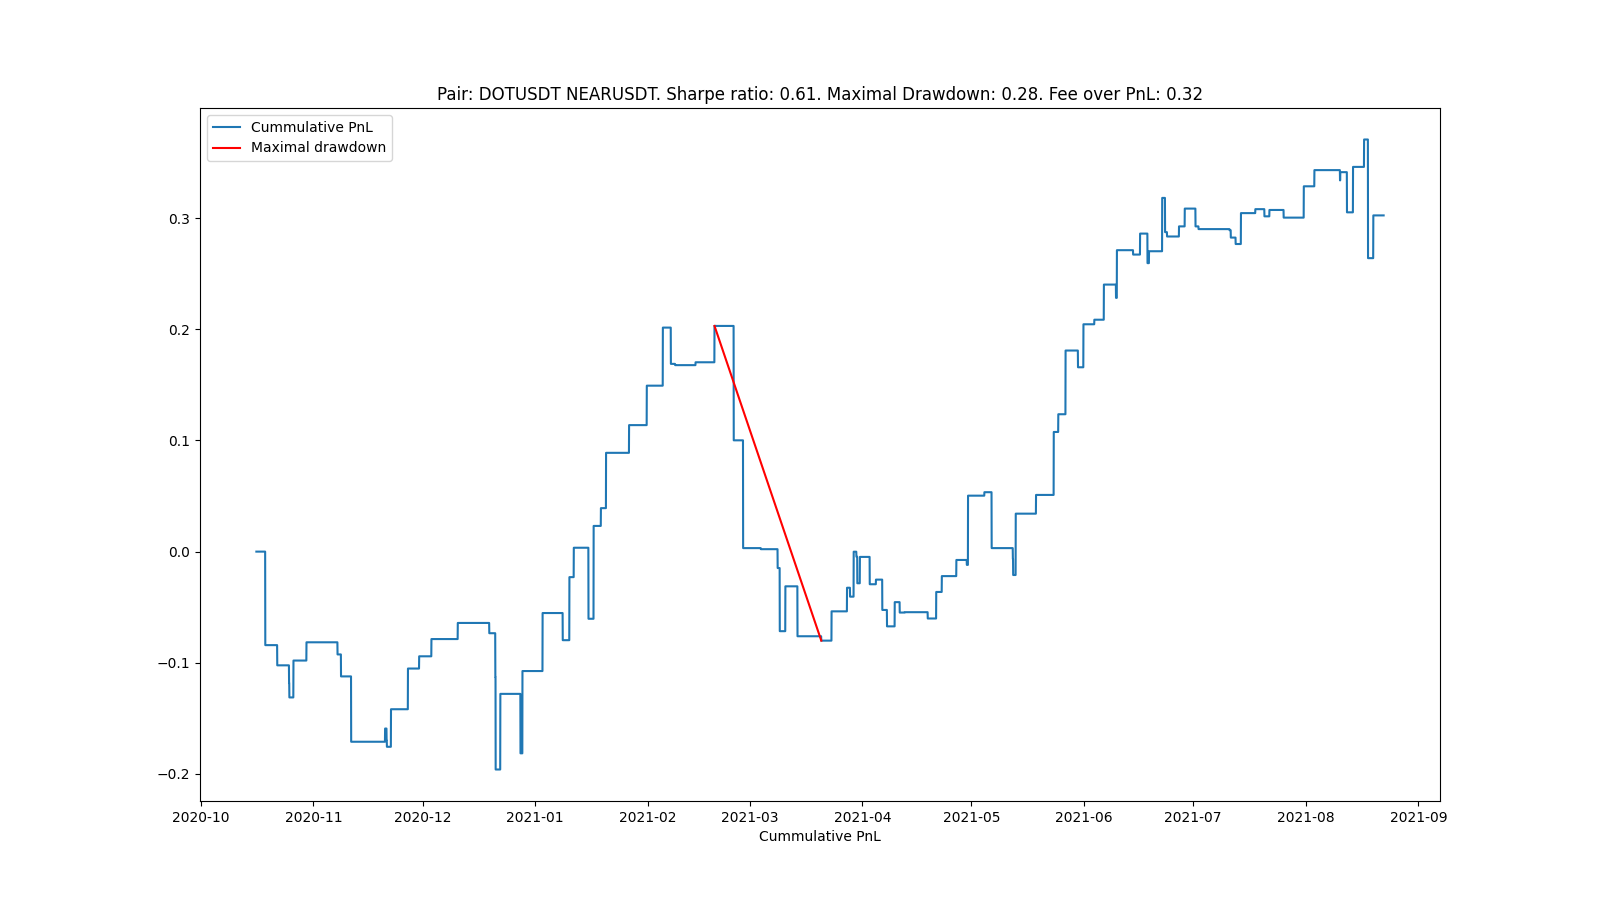 Pair: DOTUSDT NEARUSDT. Sharpe ratio: 0.61. Maximal Drawdown: 0.28. Fee over PnL: 0.32
Cummulative PnL
Maximal drawdown
0.3
0.2
0.1
0.0
−0.1
−0.2
2020-10 2020-11 2020-12 2021-01 2021-02 2021-03 2021-04 2021-05 2021-06 2021-07 2021-08 2021-09
Cummulative PnL